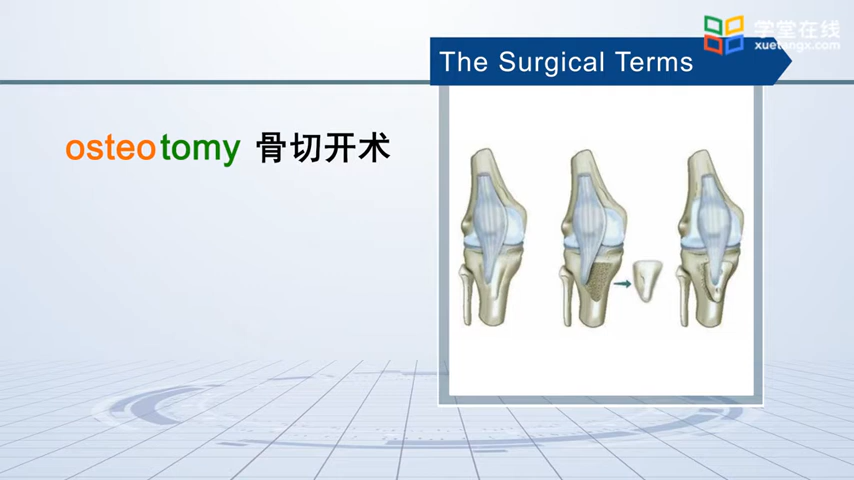 学堂在线
xuetangx.com
The Surgical Terms
osteotomy 骨切开术